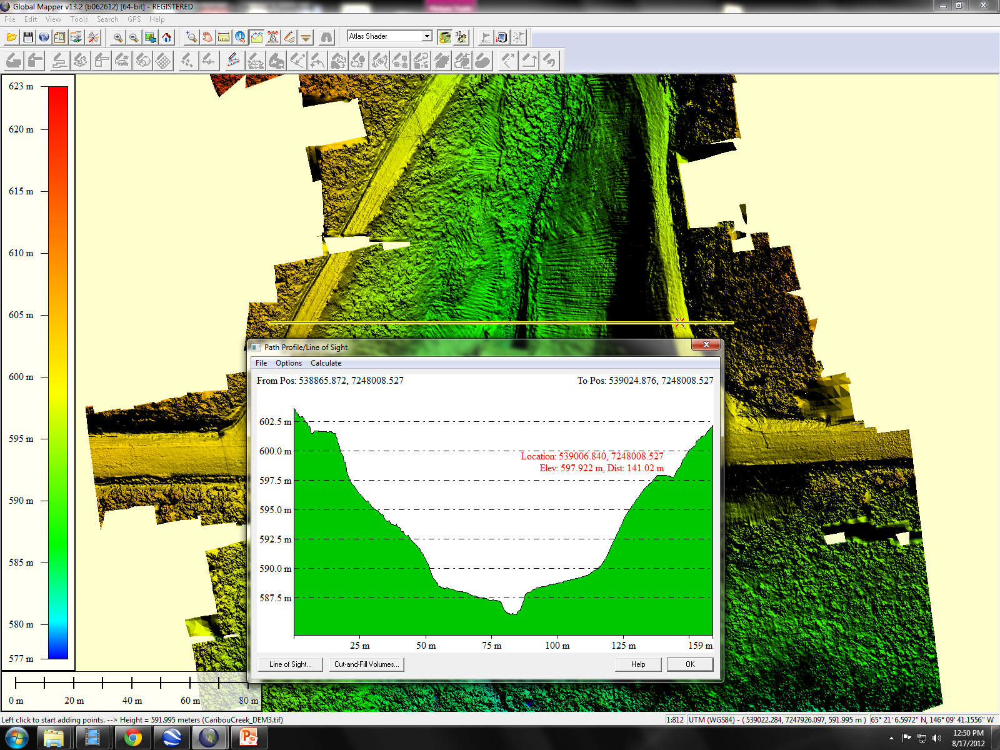 Global Mapper v13.2 (b062612) [64-bit] - REGISTERED
File Edit View Tools Search GPS Help
Atlas Shader
3D
623 m
620 m
615 m
610 m
605 m
600 m
595 m
590 m
585 m
580 m
577 m
0 m 20 m 40 m 60 m 80 m
Path Profile/Line of Sight
File Options Calculate
From Pos: 538865.872, 7248008.527 To Pos: 539024.876, 7248008.527
602.5 m
600.0 m
Location: 539006.840, 7248008.527
Elev: 597.922 m, Dist: 141.02 m
597.5 m
595.0 m
592.5 m
590.0 m
587.5 m
25 m 50 m 75 m 100 m 125 m 159 m
Line of Sight... Cut-and-Fill Volumes... Help OK
Left click to start adding points. --> Height = 591.995 meters (CaribouCreek_DEM3.tif) 1:812 UTM (WGS84) - ( 539022.284, 7247926.097, 591.995 m ) 65° 21' 6.5972" N, 146° 09' 41.1556" W
12:50 PM
8/17/2012